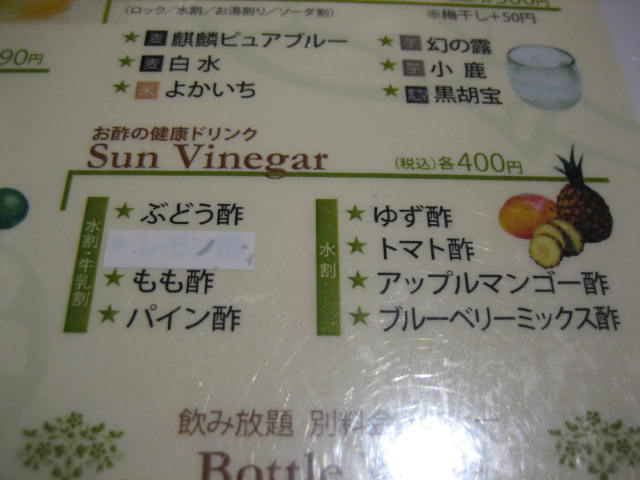 (ロック/水割/お湯割り/ソーダ割)
※梅干し+50円
90円
★ 麦 麒麟ピュアブルー
★ 芋 幻の露
★ 麦 白水
★ 芋 小鹿
★ 米 よかいち
★ 黒胡宝
お酢の健康ドリンク
Sun Vinegar
(税込)各400円
水割・牛乳割
★ ぶどう酢
★ もも酢
★ パイン酢
水割
★ ゆず酢
★ トマト酢
★ アップルマンゴー酢
★ ブルーベリーミックス酢
飲み放題 別料金
Bottle